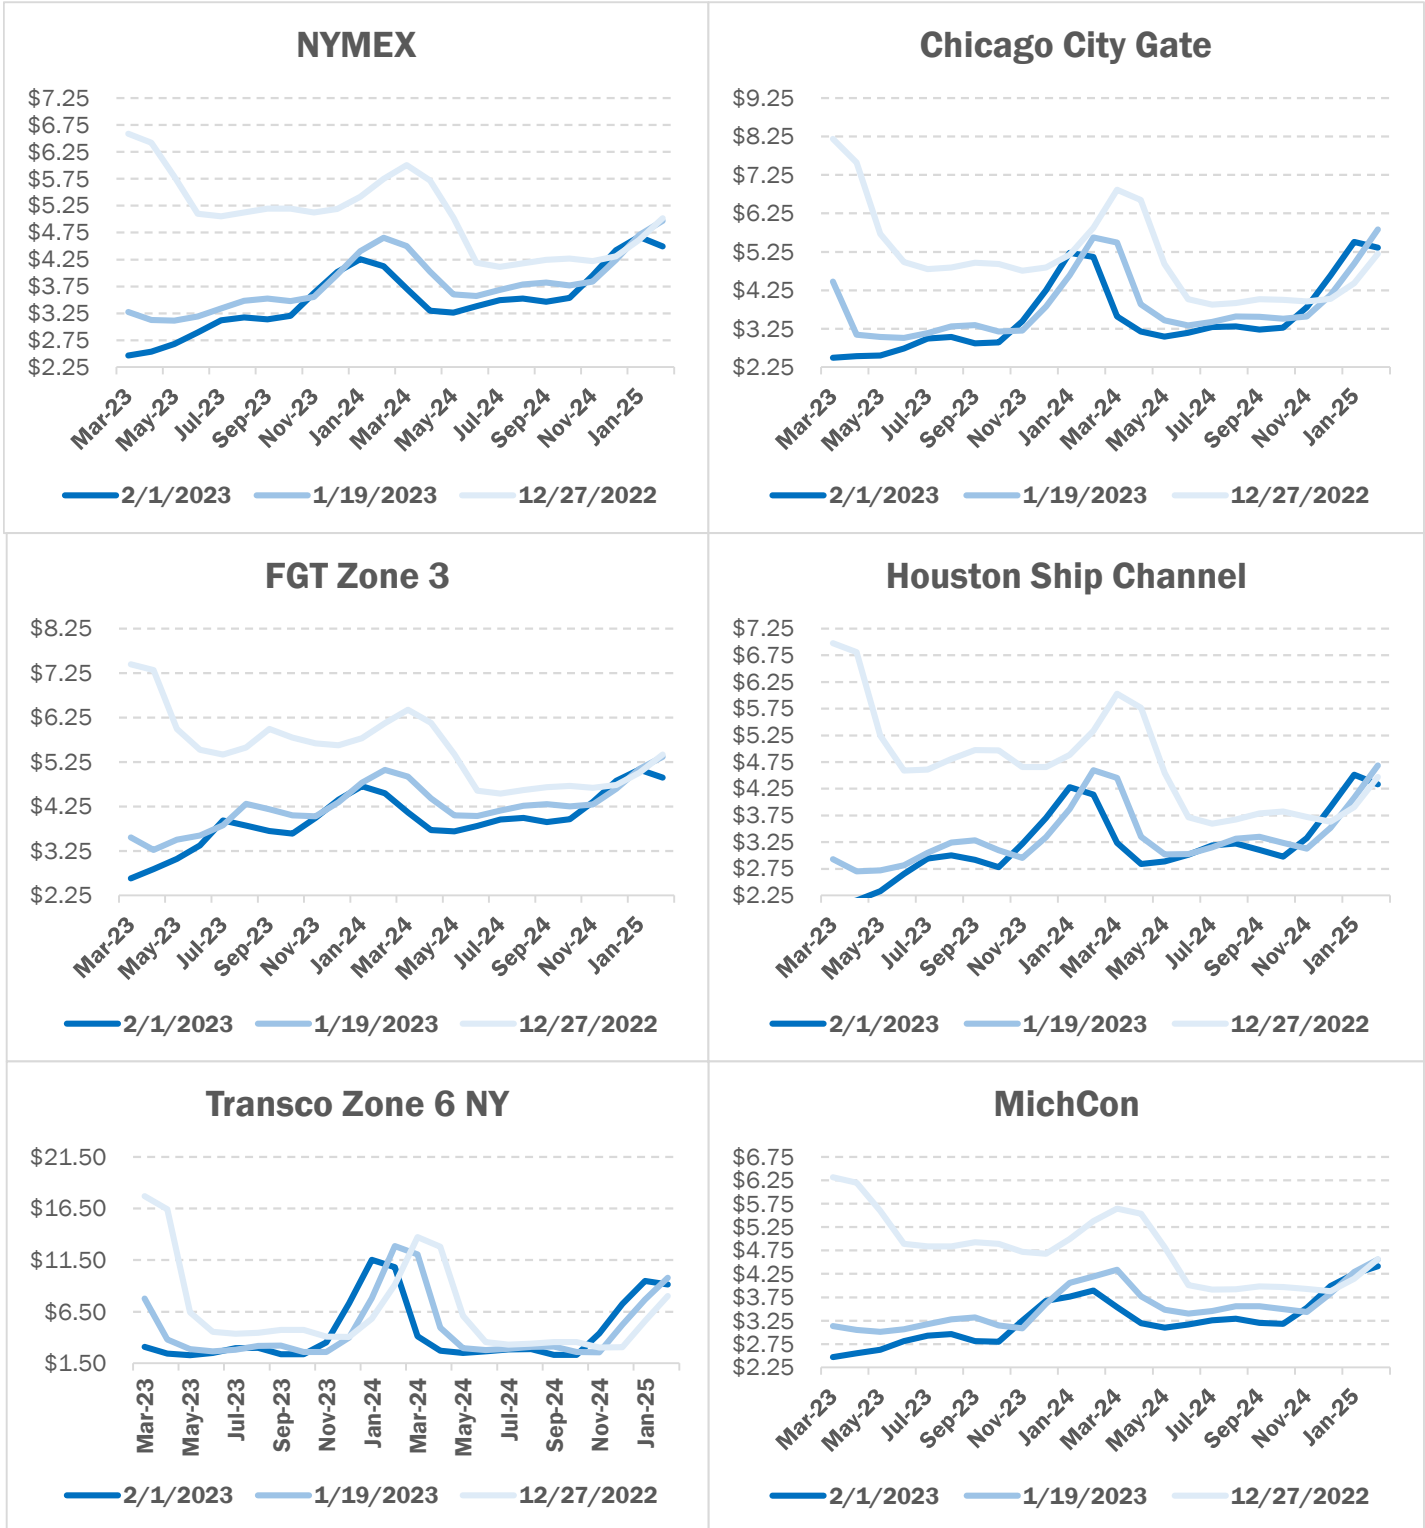 NYMEX
$7.25
$6.75
$6.25
$5.75
$5.25
$4.75
$4.25
$3.75
$3.25
$2.75
$2.25
Mar-23 May-23 Jul-23 Sep-23 Nov-23 Jan-24 Mar-24 May-24 Jul-24 Sep-24 Nov-24 Jan-25
2/1/2023 1/19/2023 12/27/2022
Chicago City Gate
$9.25
$8.25
$7.25
$6.25
$5.25
$4.25
$3.25
$2.25
Mar-23 May-23 Jul-23 Sep-23 Nov-23 Jan-24 Mar-24 May-24 Jul-24 Sep-24 Nov-24 Jan-25
2/1/2023 1/19/2023 12/27/2022
FGT Zone 3
$8.25
$7.25
$6.25
$5.25
$4.25
$3.25
$2.25
Mar-23 May-23 Jul-23 Sep-23 Nov-23 Jan-24 Mar-24 May-24 Jul-24 Sep-24 Nov-24 Jan-25
2/1/2023 1/19/2023 12/27/2022
Houston Ship Channel
$7.25
$6.75
$6.25
$5.75
$5.25
$4.75
$4.25
$3.75
$3.25
$2.75
$2.25
Mar-23 May-23 Jul-23 Sep-23 Nov-23 Jan-24 Mar-24 May-24 Jul-24 Sep-24 Nov-24 Jan-25
2/1/2023 1/19/2023 12/27/2022
Transco Zone 6 NY
$21.50
$16.50
$11.50
$6.50
$1.50
Mar-23 May-23 Jul-23 Sep-23 Nov-23 Jan-24 Mar-24 May-24 Jul-24 Sep-24 Nov-24 Jan-25
2/1/2023 1/19/2023 12/27/2022
MichCon
$6.75
$6.25
$5.75
$5.25
$4.75
$4.25
$3.75
$3.25
$2.75
$2.25
Mar-23 May-23 Jul-23 Sep-23 Nov-23 Jan-24 Mar-24 May-24 Jul-24 Sep-24 Nov-24 Jan-25
2/1/2023 1/19/2023 12/27/2022